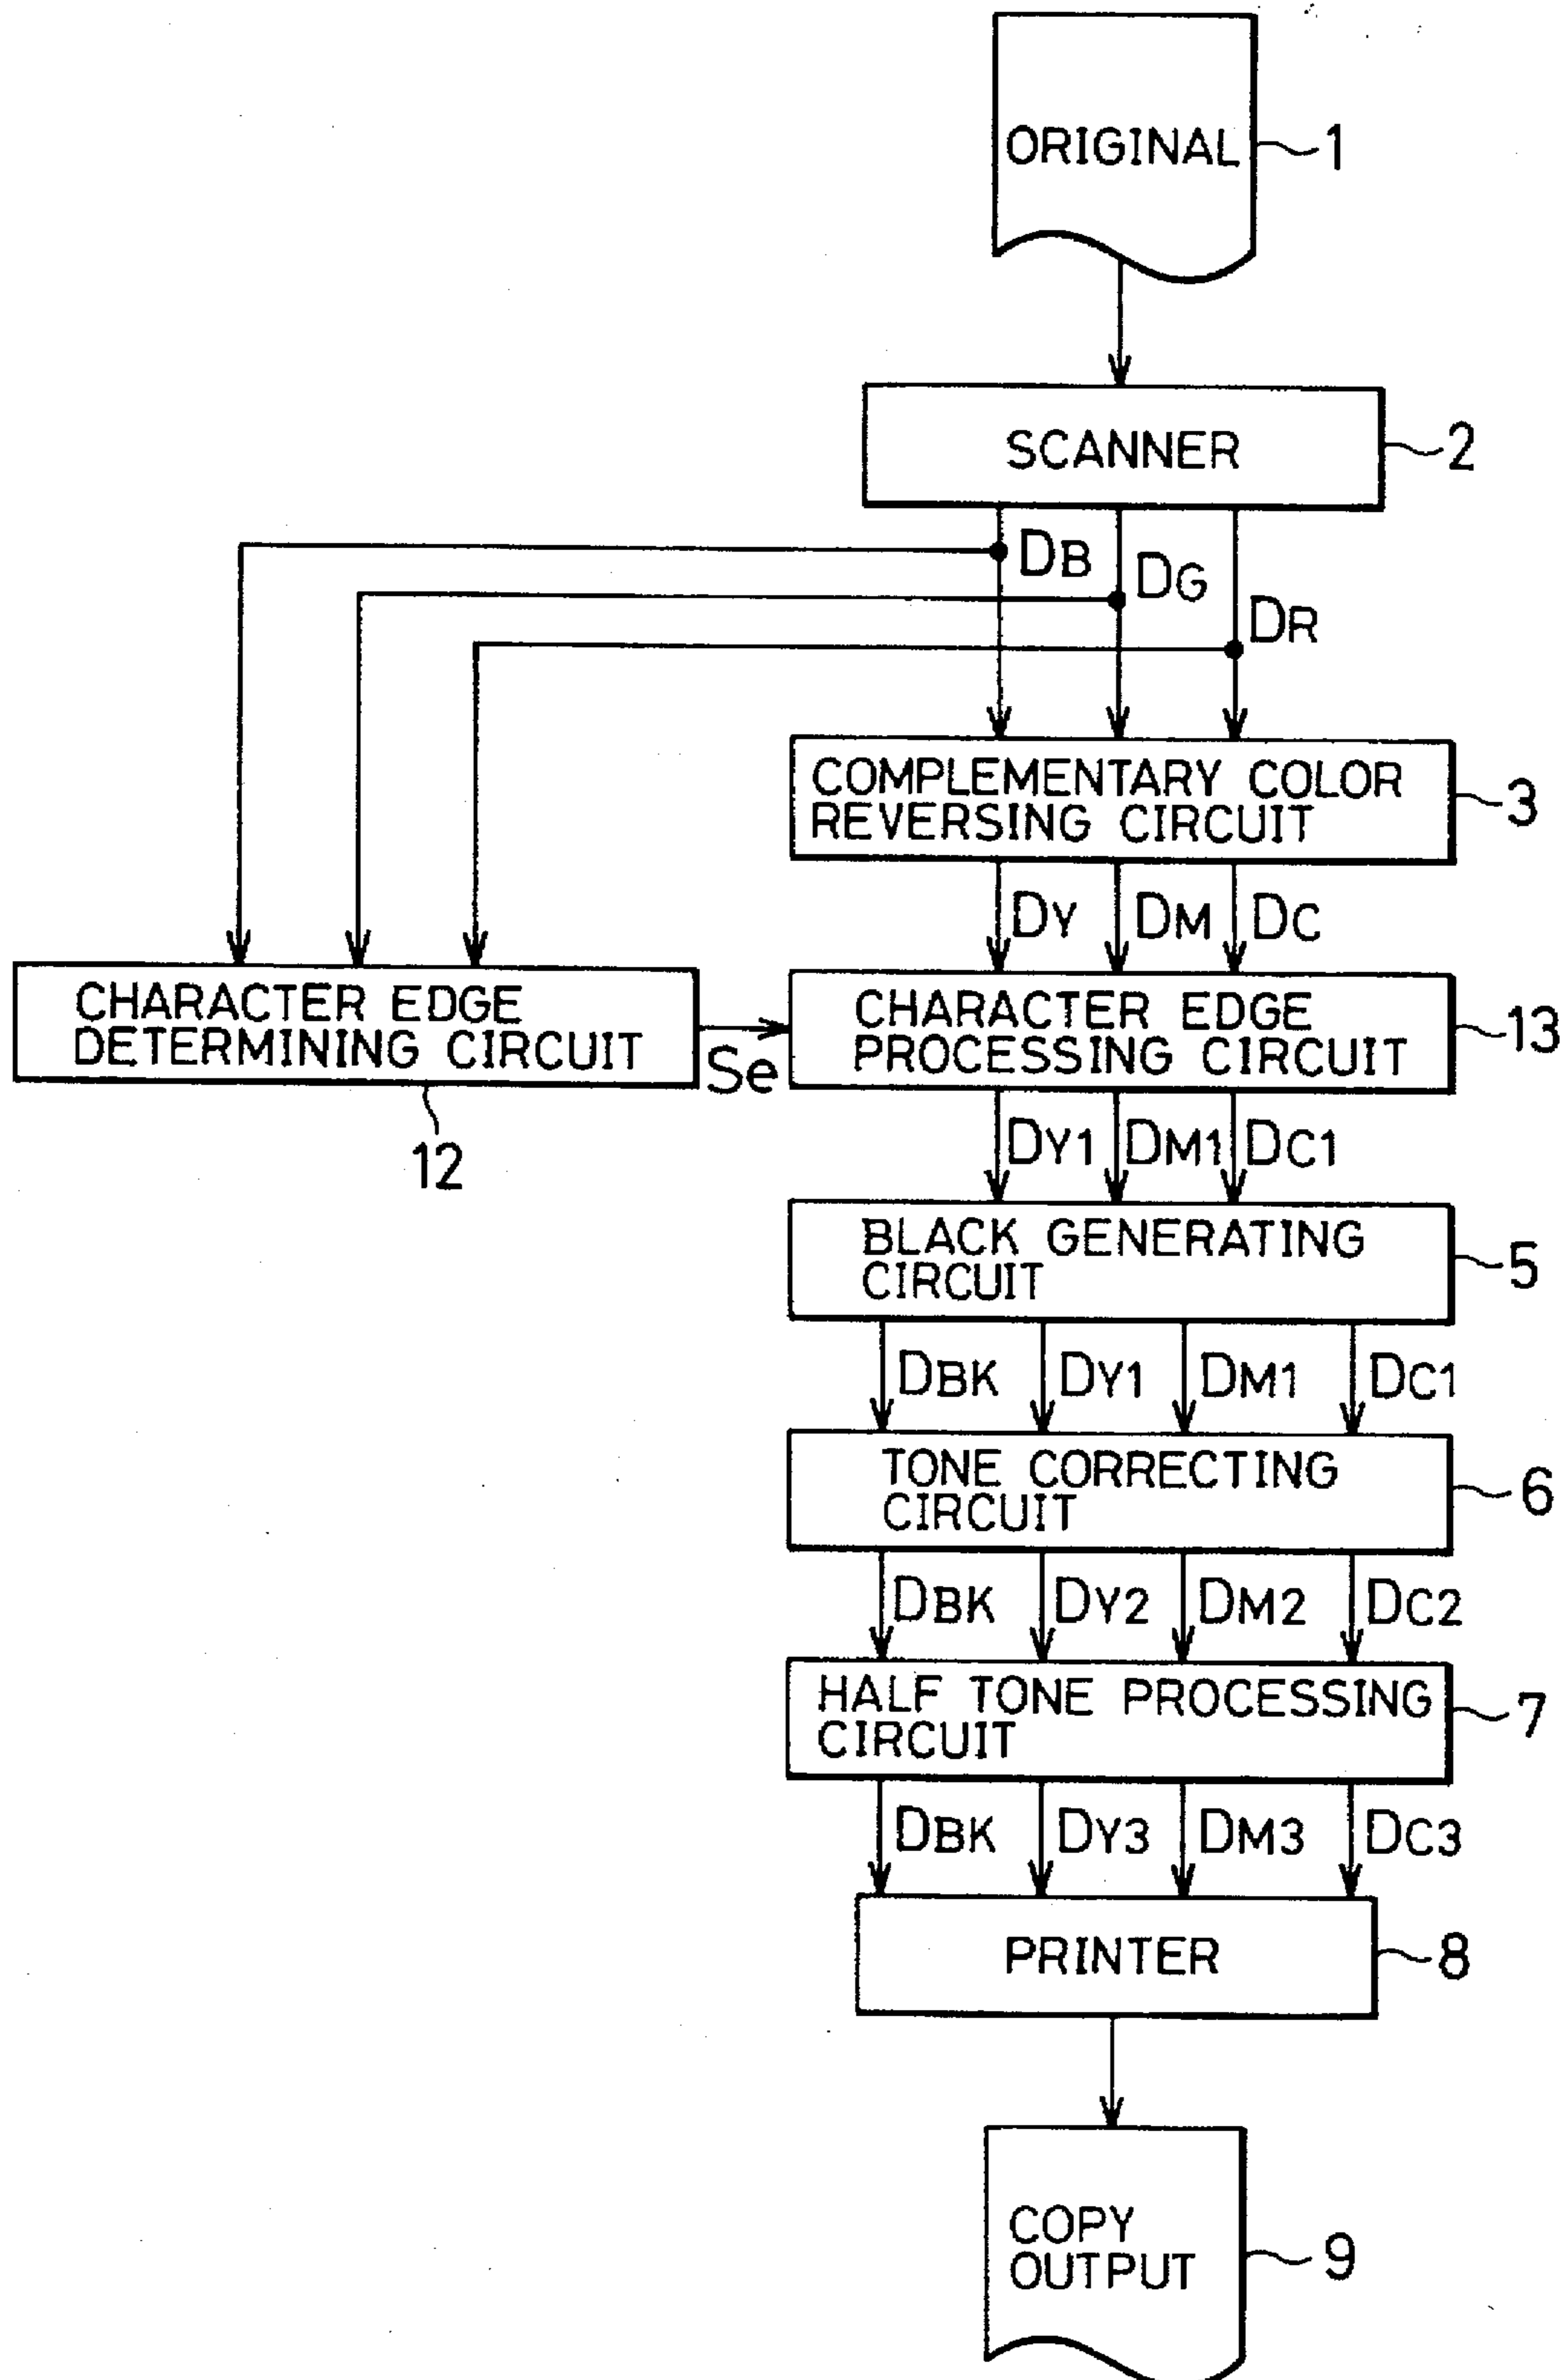 ORIGINAL
1
SCANNER
2
DB
DG
DR
COMPLEMENTARY COLOR
REVERSING CIRCUIT
3
DY
DM
DC
CHARACTER EDGE
DETERMINING CIRCUIT
12
Se
CHARACTER EDGE
PROCESSING CIRCUIT
13
DY1
DM1
DC1
BLACK GENERATING
CIRCUIT
5
DBK
DY1
DM1
DC1
TONE CORRECTING
CIRCUIT
6
DBK
DY2
DM2
DC2
HALF TONE PROCESSING
CIRCUIT
7
DBK
DY3
DM3
DC3
PRINTER
8
COPY
OUTPUT
9